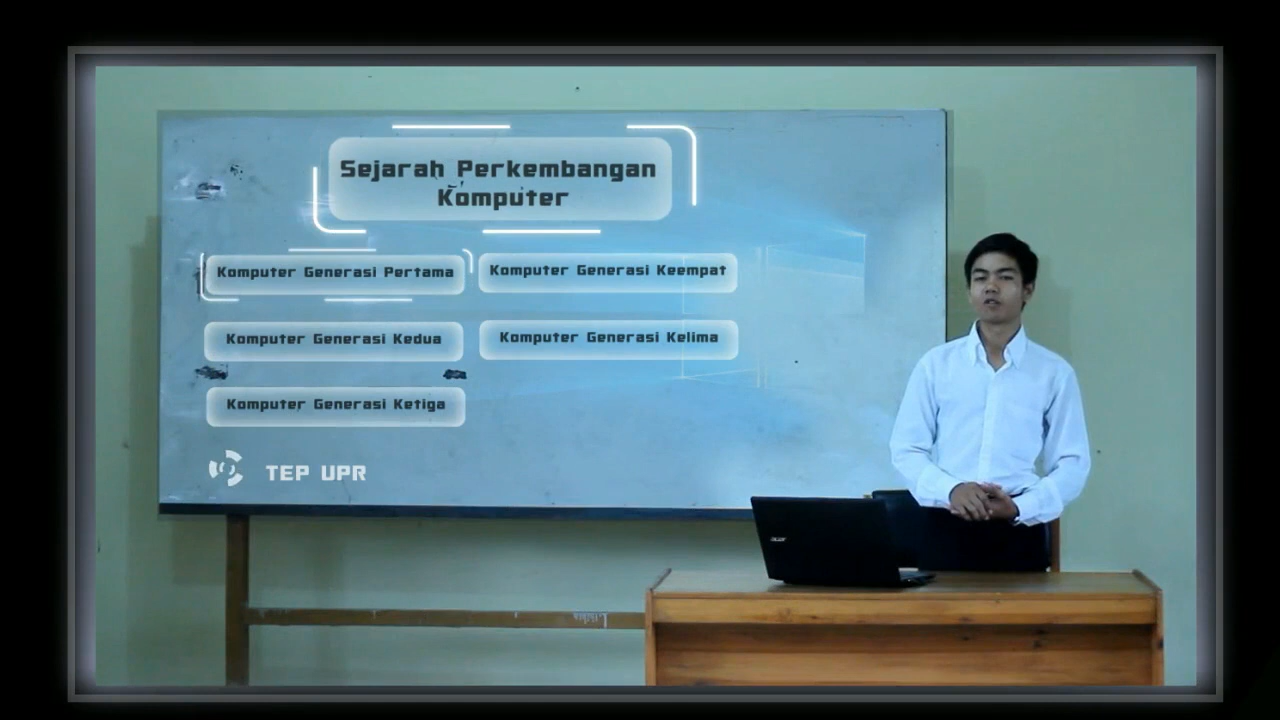 Sejarah Perkembangan
Komputer
Komputer Generasi Pertama
Komputer Generasi Keempat
Komputer Generasi Kedua
Komputer Generasi Kelima
Komputer Generasi Ketiga
TEP UPR
acer